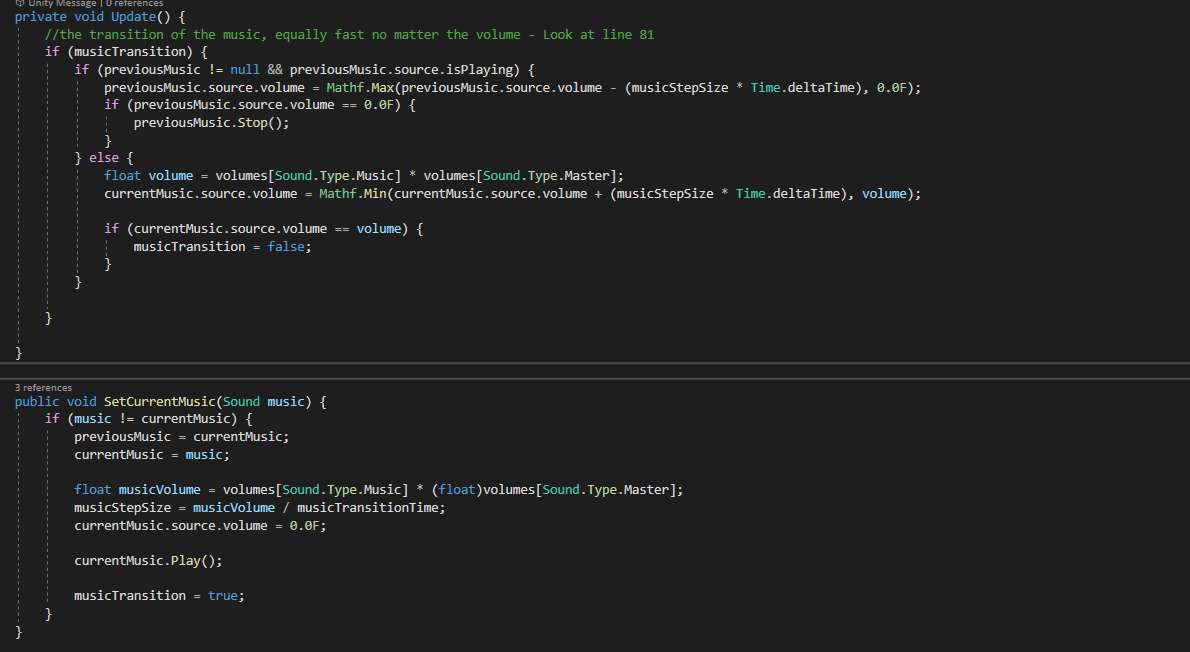 Unity Message | 0 references
private void Update() {
//the transition of the music, equally fast no matter the volume - Look at line 81
if (musicTransition) {
if (previousMusic != null && previousMusic.source.isPlaying) {
previousMusic.source.volume = Mathf.Max(previousMusic.source.volume - (musicStepSize * Time.deltaTime), 0.0F);
if (previousMusic.source.volume == 0.0F) {
previousMusic.Stop();
}
} else {
float volume = volumes[Sound.Type.Music] * volumes[Sound.Type.Master];
currentMusic.source.volume = Mathf.Min(currentMusic.source.volume + (musicStepSize * Time.deltaTime), volume);
if (currentMusic.source.volume == volume) {
musicTransition = false;
}
}
}
}
3 references
public void SetCurrentMusic(Sound music) {
if (music != currentMusic) {
previousMusic = currentMusic;
currentMusic = music;
float musicVolume = volumes[Sound.Type.Music] * (float)volumes[Sound.Type.Master];
musicStepSize = musicVolume / musicTransitionTime;
currentMusic.source.volume = 0.0F;
currentMusic.Play();
musicTransition = true;
}
}